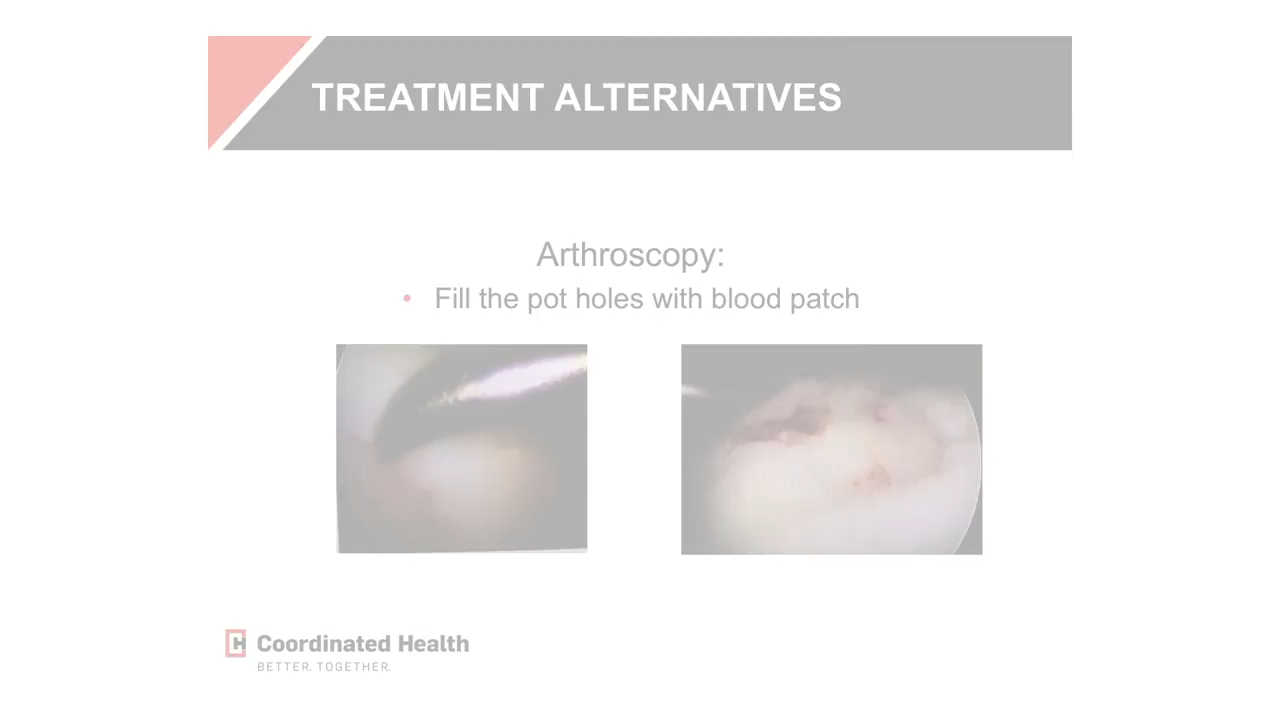 TREATMENT ALTERNATIVES
Arthroscopy:
• Fill the pot holes with blood patch
Coordinated Health
BETTER. TOGETHER.